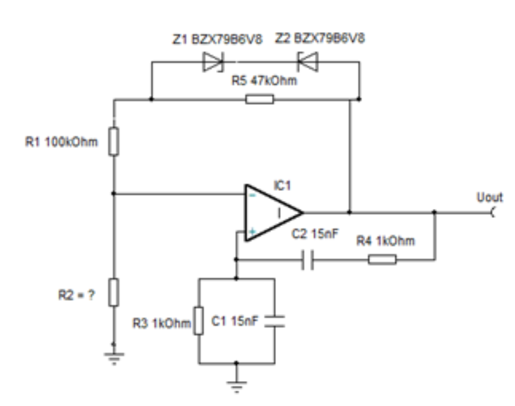 Z1 BZX79B6V8 Z2 BZX79B6V8
R5 47kOhm
R1 100kOhm
IC1
-
+
Uout
C2 15nF
R4 1kOhm
R2 = ?
R3 1kOhm
C1 15nF